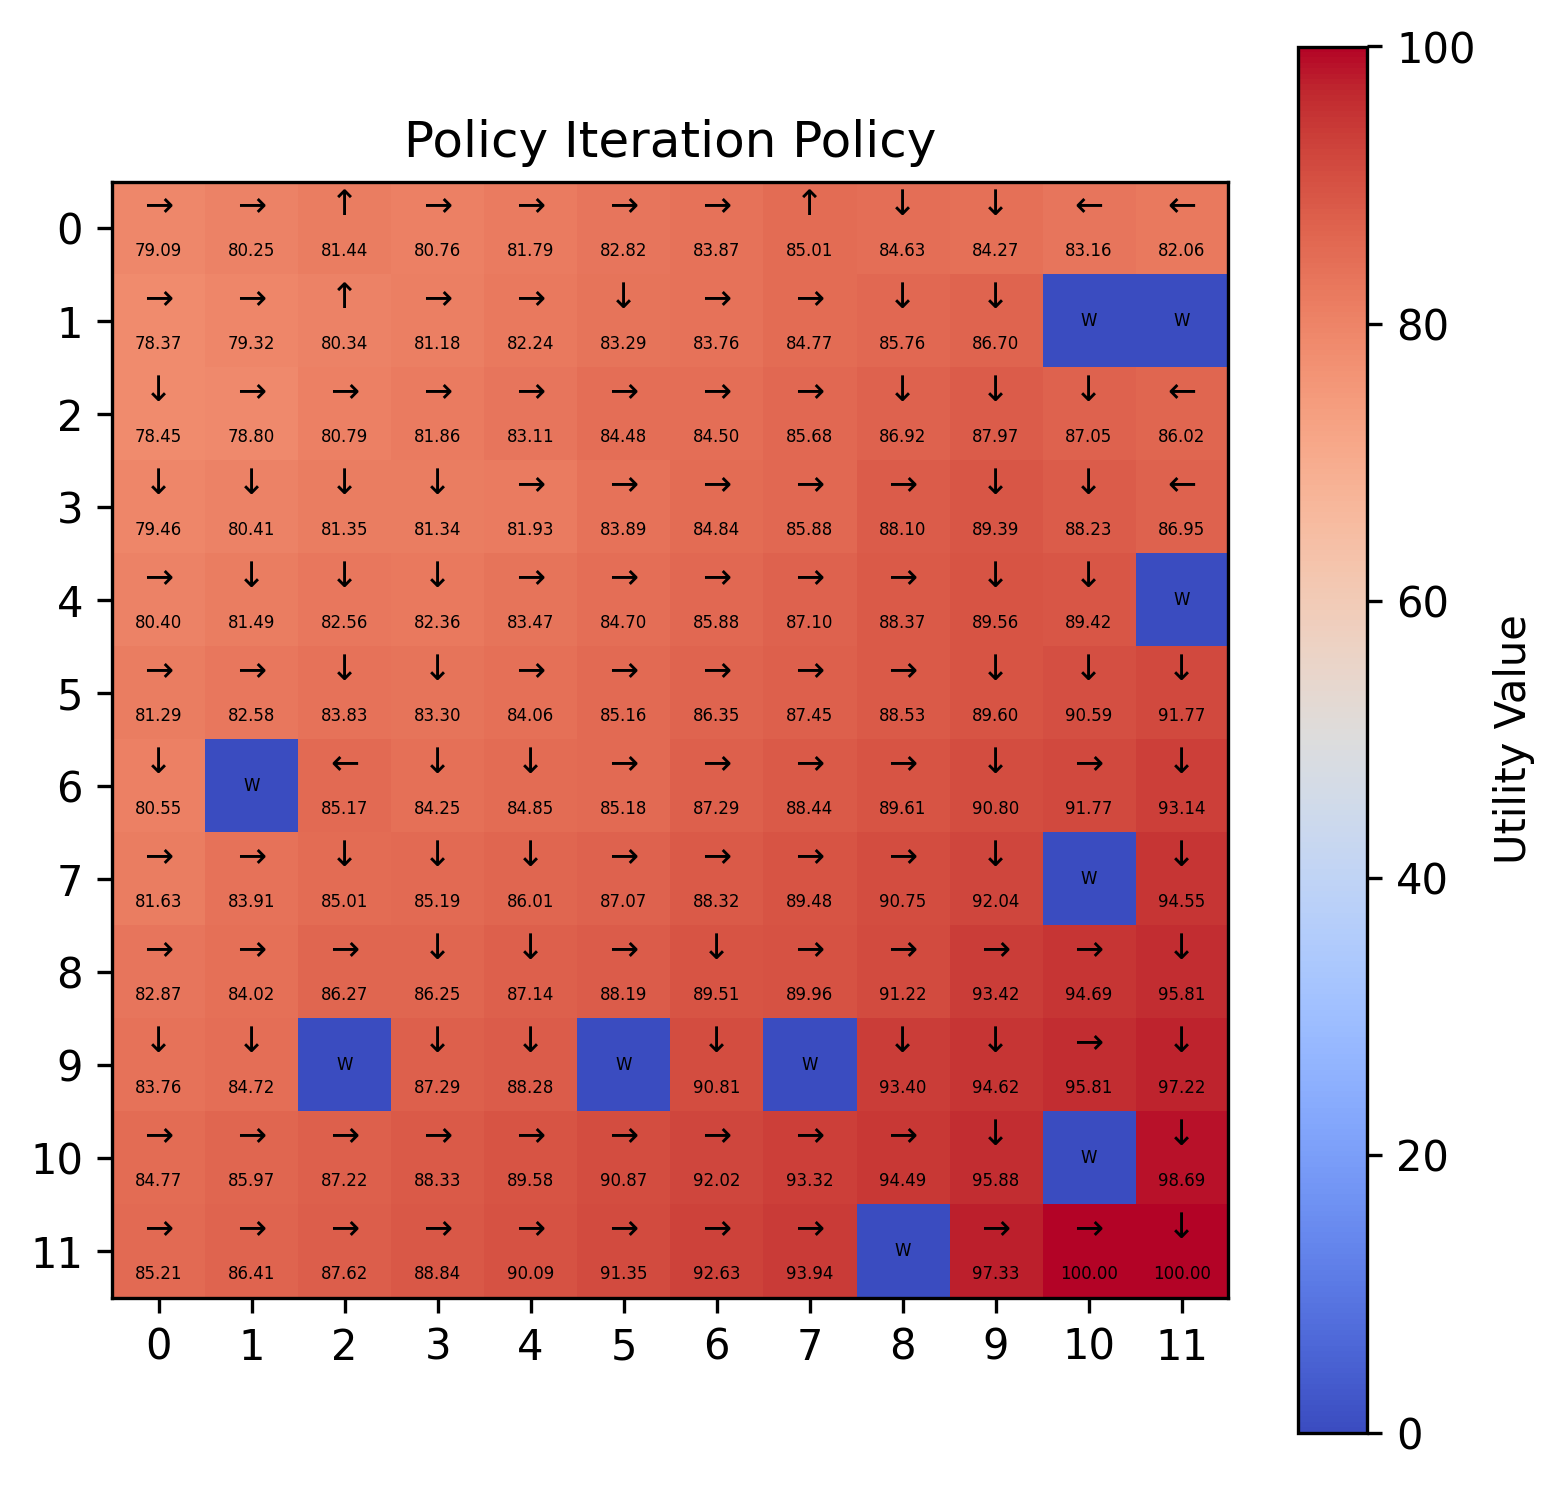 Policy Iteration Policy
0 → → ↑ → → → → ↑ ↓ ↓ ← ←
79.09 80.25 81.44 80.76 81.79 82.82 83.87 85.01 84.63 84.27 83.16 82.06
1 → → ↑ → → ↓ → → ↓ ↓ W W
78.37 79.32 80.34 81.18 82.24 83.29 83.76 84.77 85.76 86.70
2 ↓ → → → → → → → ↓ ↓ ↓ ←
78.45 78.80 80.79 81.86 83.11 84.48 84.50 85.68 86.92 87.97 87.05 86.02
3 ↓ ↓ ↓ ↓ → → → → → ↓ ↓ ←
79.46 80.41 81.35 81.34 81.93 83.89 84.84 85.88 88.10 89.39 88.23 86.95
4 → ↓ ↓ ↓ → → → → → ↓ ↓ W
80.40 81.49 82.56 82.36 83.47 84.70 85.88 87.10 88.37 89.56 89.42
5 → → ↓ ↓ → → → → → ↓ ↓ ↓
81.29 82.58 83.83 83.30 84.06 85.16 86.35 87.45 88.53 89.60 90.59 91.77
6 ↓ W ← ↓ ↓ → → → → ↓ → ↓
80.55 85.17 84.25 84.85 85.18 87.29 88.44 89.61 90.80 91.77 93.14
7 → → ↓ ↓ ↓ → → → → ↓ W ↓
81.63 83.91 85.01 85.19 86.01 87.07 88.32 89.48 90.75 92.04 94.55
8 → → → ↓ ↓ → ↓ → → → → ↓
82.87 84.02 86.27 86.25 87.14 88.19 89.51 89.96 91.22 93.42 94.69 95.81
9 ↓ ↓ W ↓ ↓ W ↓ W ↓ ↓ → ↓
83.76 84.72 87.29 88.28 90.81 93.40 94.62 95.81 97.22
10 → → → → → → → → → ↓ W ↓
84.77 85.97 87.22 88.33 89.58 90.87 92.02 93.32 94.49 95.88 98.69
11 → → → → → → → → W → → ↓
85.21 86.41 87.62 88.84 90.09 91.35 92.63 93.94 97.33 100.00 100.00
0 1 2 3 4 5 6 7 8 9 10 11
100
80
60
40
20
0
Utility Value